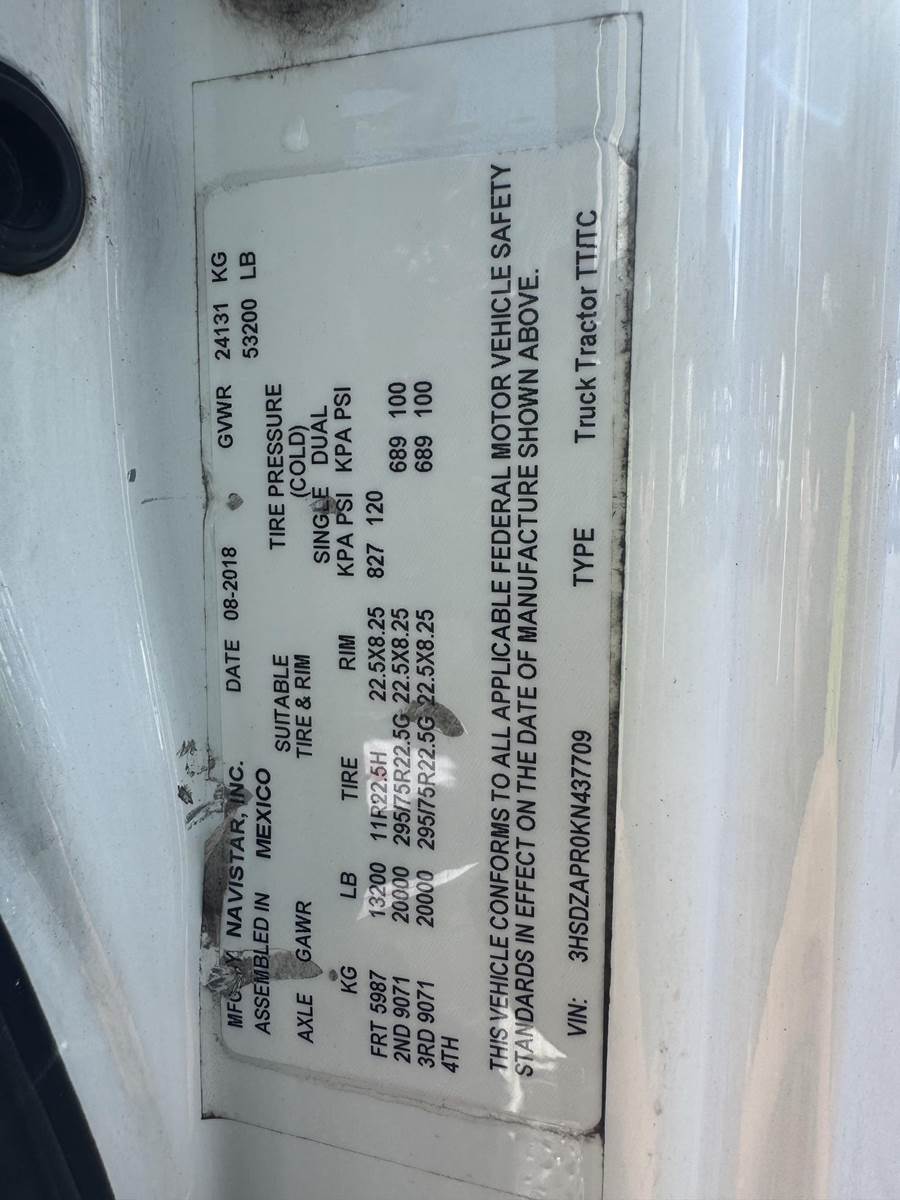 MFG BY NAVISTAR, INC. DATE 08-2018 GVWR 24131 KG
ASSEMBLED IN MEXICO 53200 LB
SUITABLE TIRE PRESSURE
AXLE GAWR TIRE & RIM (COLD)
SINGLE DUAL
KG LB TIRE RIM KPA PSI KPA PSI
FRT 5987 13200 11R22.5H 22.5X8.25 827 120
2ND 9071 20000 295/75R22.5G 22.5X8.25 689 100
3RD 9071 20000 295/75R22.5G 22.5X8.25 689 100
4TH
THIS VEHICLE CONFORMS TO ALL APPLICABLE FEDERAL MOTOR VEHICLE SAFETY
STANDARDS IN EFFECT ON THE DATE OF MANUFACTURE SHOWN ABOVE.
VIN: 3HSDZAPR0KN437709 TYPE Truck Tractor TT/TC